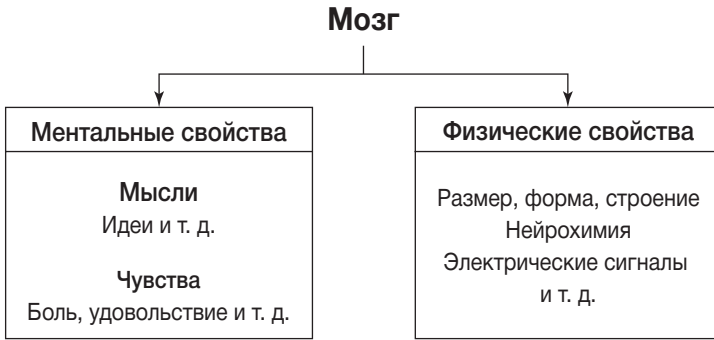 Мозг
Ментальные свойства
Мысли
Идеи и т. д.
Чувства
Боль, удовольствие и т. д.
Физические свойства
Размер, форма, строение
Нейрохимия
Электрические сигналы
и т. д.